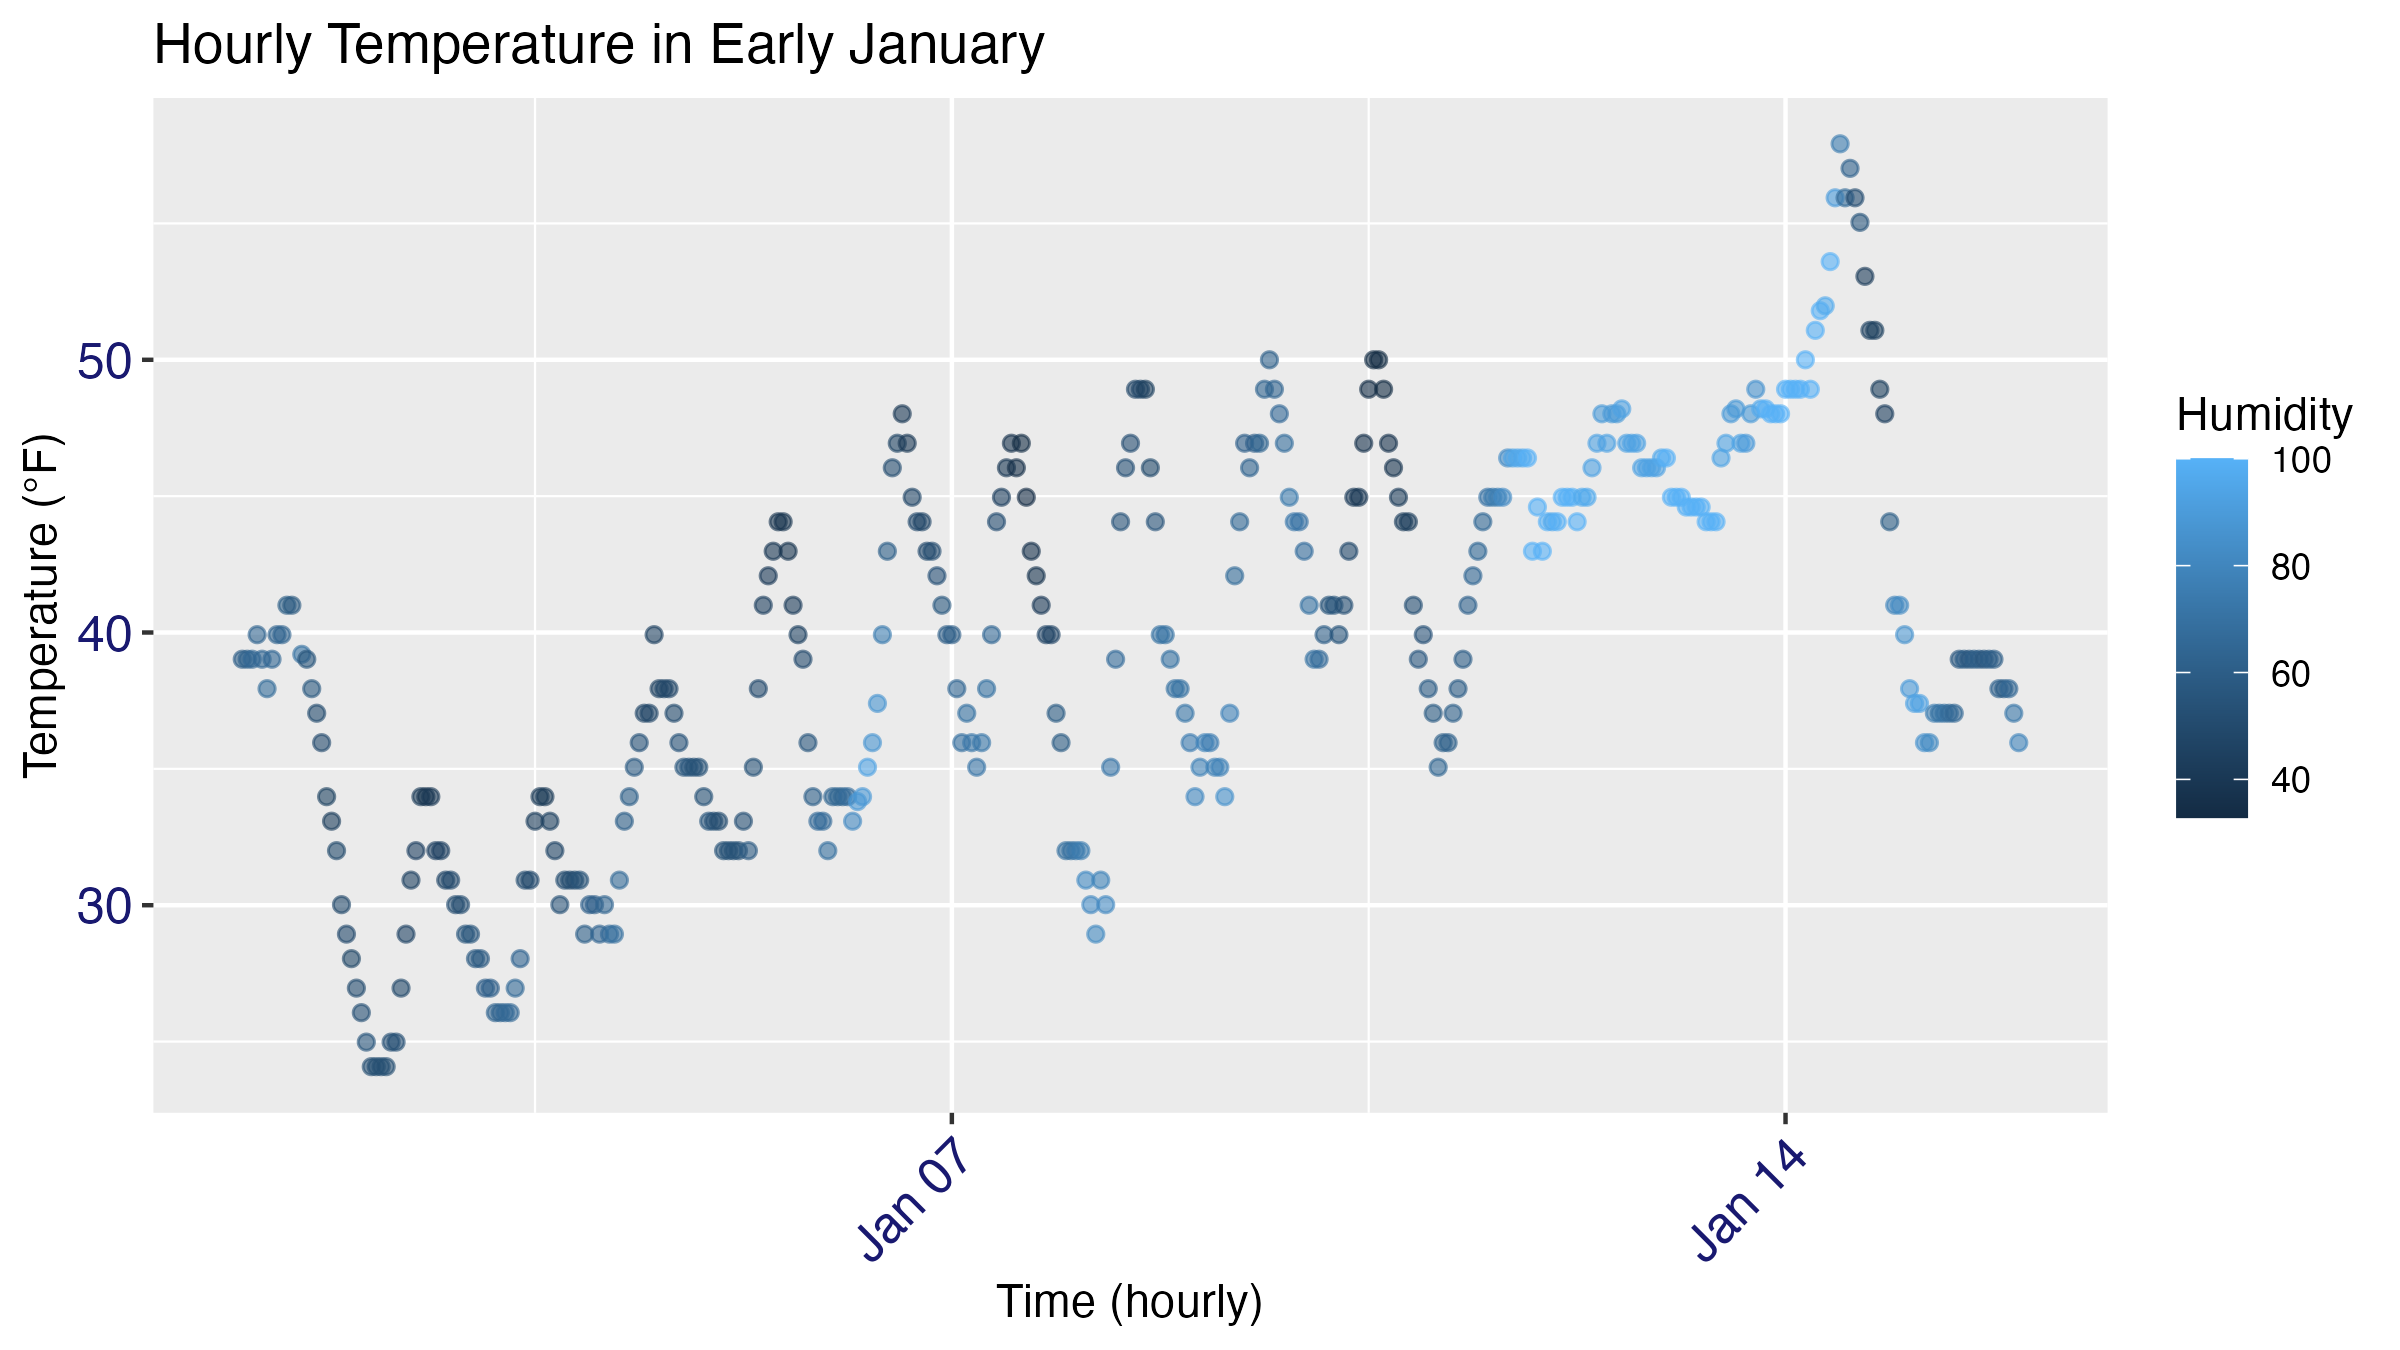 Hourly Temperature in Early January
Temperature (°F)
50
40
30
Jan 07
Jan 14
Time (hourly)
Humidity
100
80
60
40